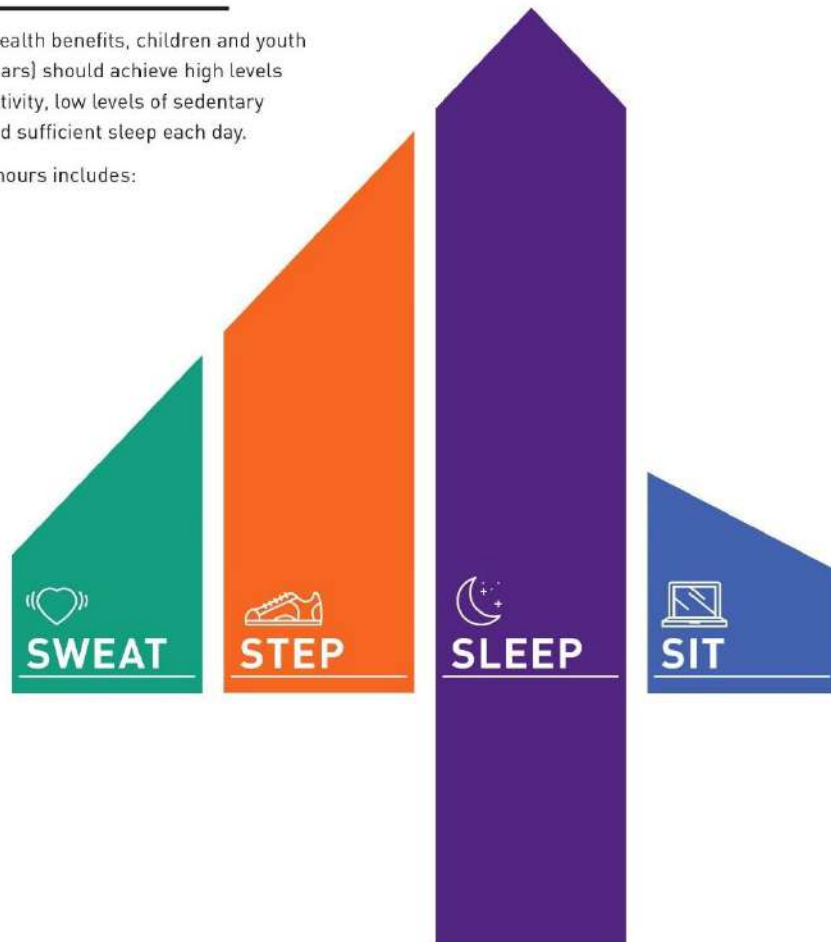 ealth benefits, children and youth
ars) should achieve high levels
tivity, low levels of sedentary
d sufficient sleep each day.
hours includes:
SWEAT
STEP
SLEEP
SIT